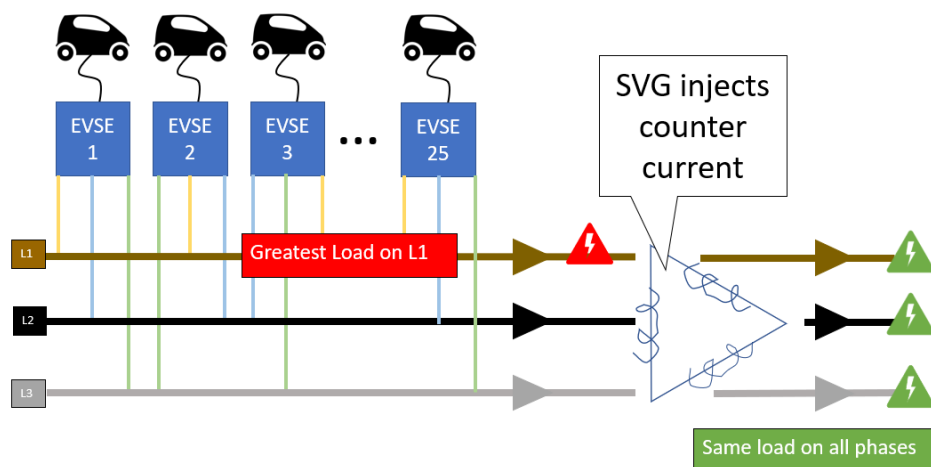 EVSE
1
EVSE
2
EVSE
3
...
EVSE
25
SVG injects
counter
current
L1
Greatest Load on L1
L2
L3
Same load on all phases